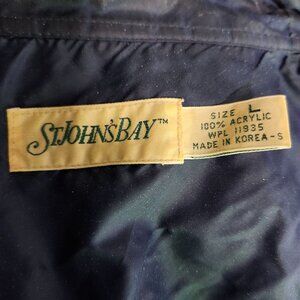 ST. JOHN'S BAY™
SIZE L
100% ACRYLIC
WPL 11935
MADE IN KOREA-S